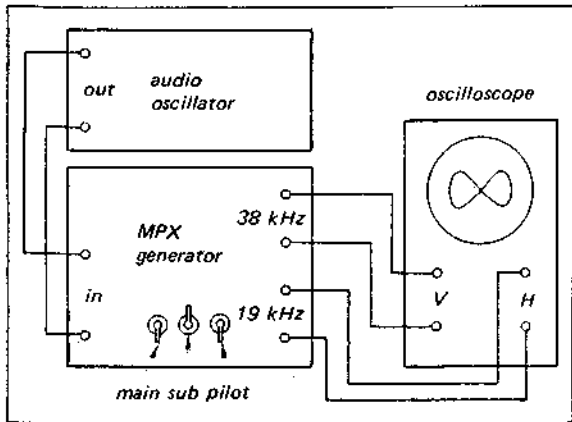 out
audio
oscillator
oscilloscope
MPX
generator
in
38 kHz
19 kHz
V
H
main sub pilot